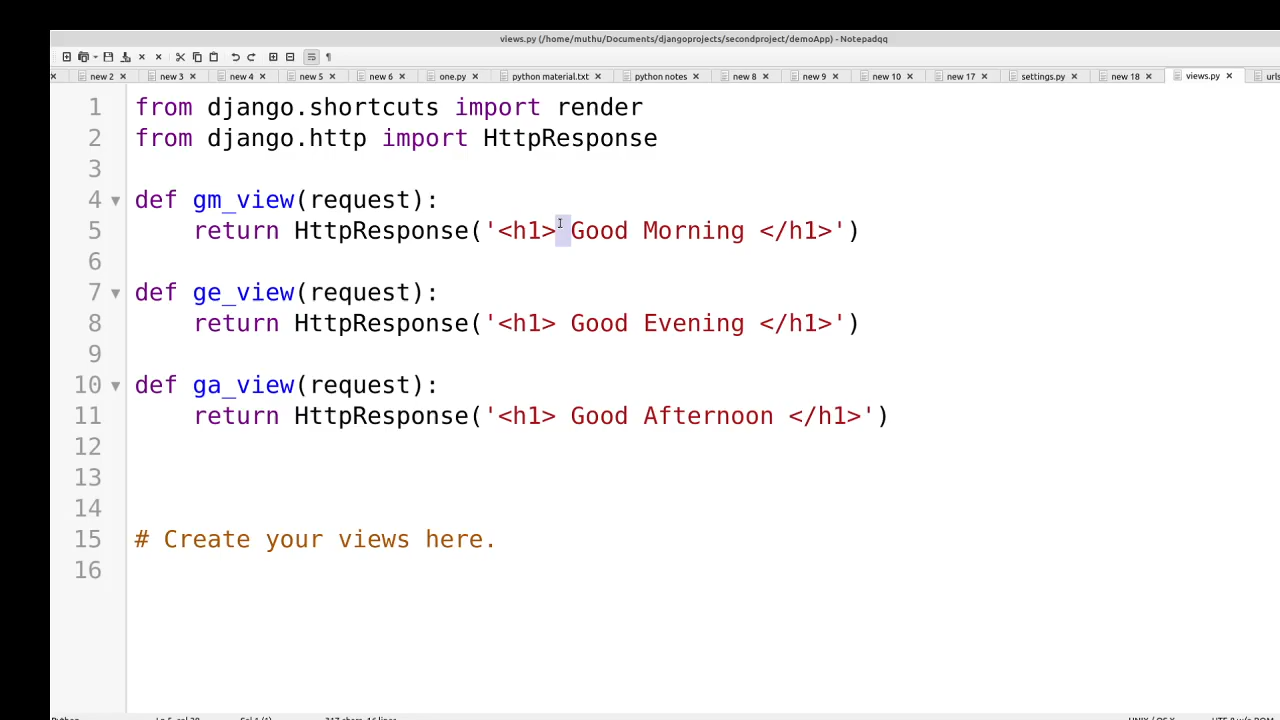 views.py (/home/muthu/Documents/djangoprojects/secondproject/demoApp) - Notepadqq
new 2 new 3 new 4 new 5 new 6 one.py python material.txt python notes new 8 new 9 new 10 new 17 settings.py new 18 views.py
1 from django.shortcuts import render
2 from django.http import HttpResponse
3
4 def gm_view(request):
5 return HttpResponse('<h1> Good Morning </h1>')
6
7 def ge_view(request):
8 return HttpResponse('<h1> Good Evening </h1>')
9
10 def ga_view(request):
11 return HttpResponse('<h1> Good Afternoon </h1>')
12
13
14
15 # Create your views here.
16